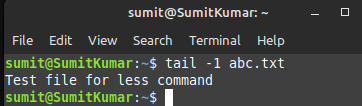 sumit@SumitKumar: ~
File Edit View Search Terminal Help
sumit@SumitKumar:~$ tail -1 abc.txt
Test file for less command
sumit@SumitKumar:~$